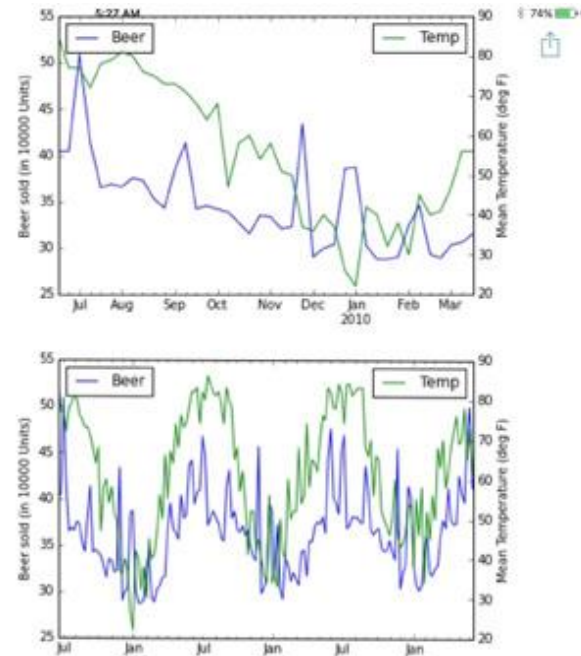 5:27 AM
74%
55
50
45
40
35
30
25
Beer sold (in 10000 Units)
Beer
Temp
90
80
70
60
50
40
30
20
Mean Temperature (deg F)
Jul Aug Sep Oct Nov Dec Jan Feb Mar
2010
55
50
45
40
35
30
25
Beer sold (in 10000 Units)
Beer
Temp
90
80
70
60
50
40
30
20
Mean Temperature (deg F)
Jul Jan Jul Jan Jul Jan